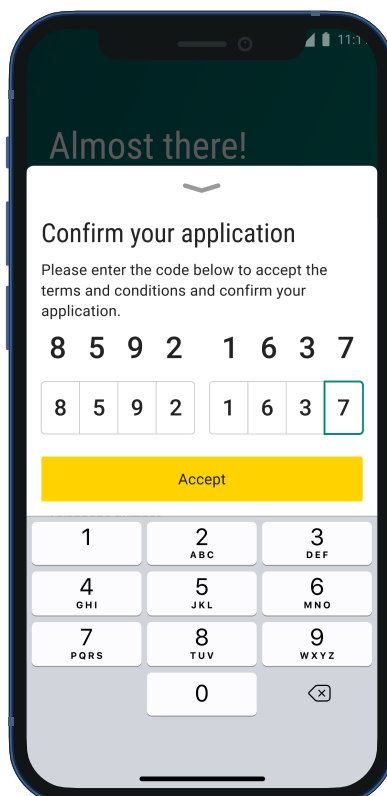 11:1
Almost there!
Confirm your application
Please enter the code below to accept the
terms and conditions and confirm your
application.
8 5 9 2 1 6 3 7
8 5 9 2 1 6 3 7
Accept
1 2 3
ABC DEF
4 5 6
GHI JKL MNO
7 8 9
PQRS TUV WXYZ
0